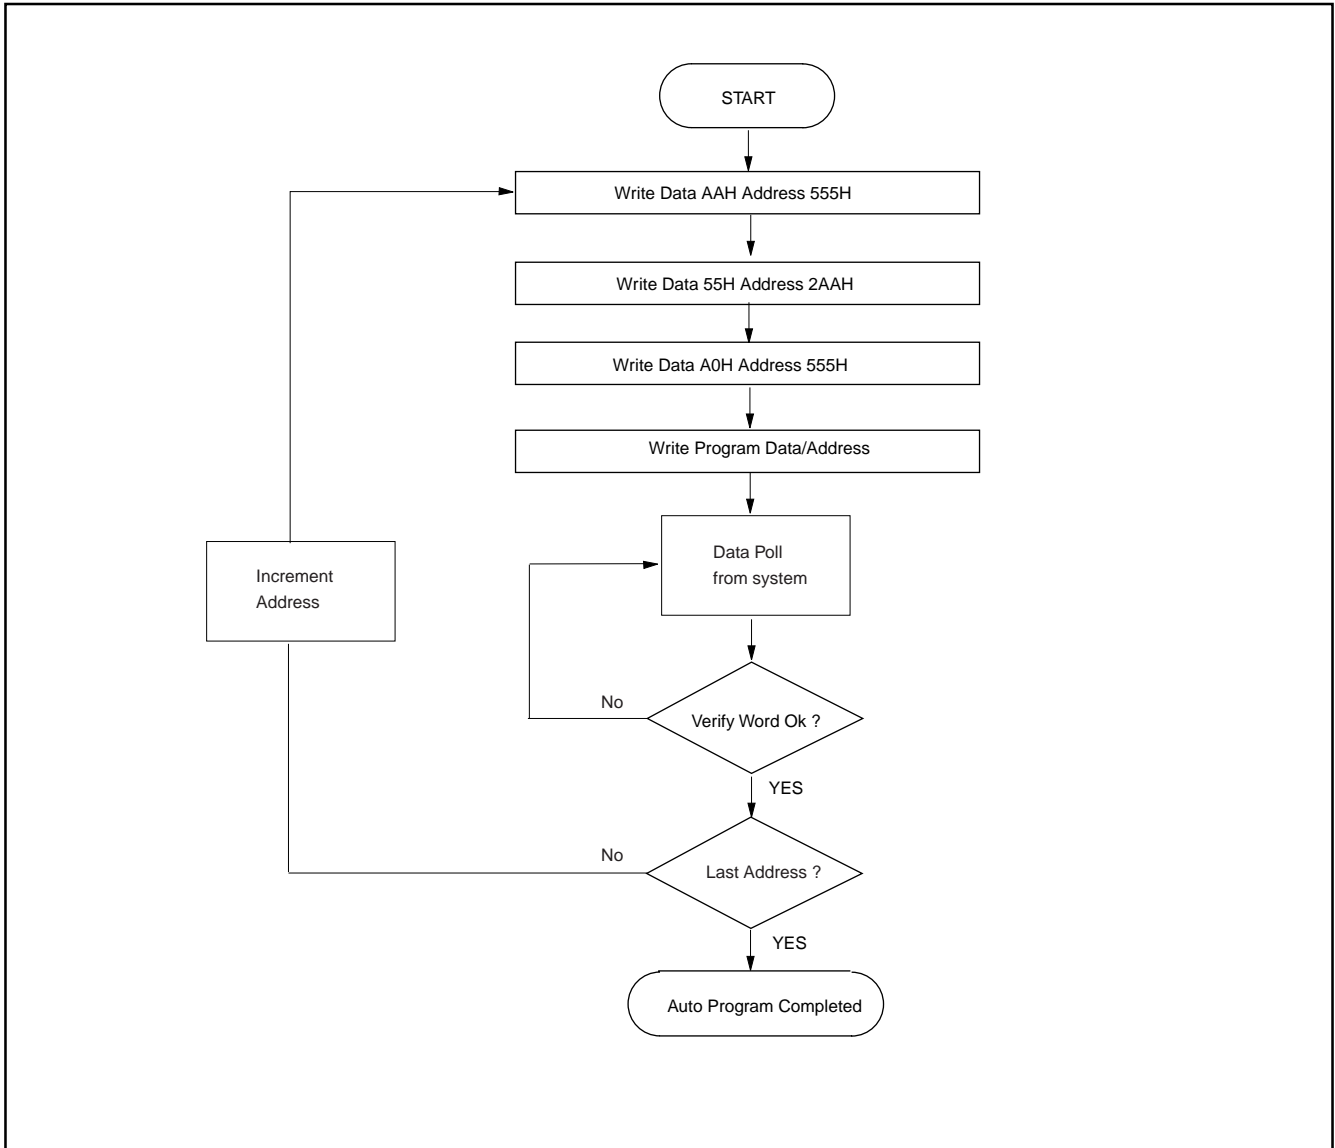 START
Write Data AAH Address 555H
Write Data 55H Address 2AAH
Write Data A0H Address 555H
Write Program Data/Address
Data Poll
from system
Increment
Address
No
Verify Word Ok ?
YES
No
Last Address ?
YES
Auto Program Completed